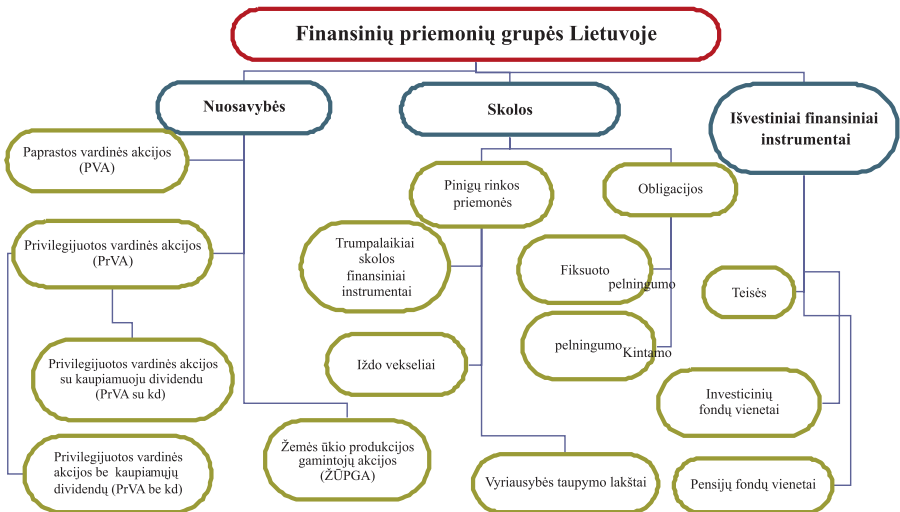 Finansinių priemonių grupės Lietuvoje
Nuosavybės
Skolos
Išvestiniai finansiniai
instrumentai
Paprastos vardinės akcijos
(PVA)
Privilegijuotos vardinės akcijos
(PrVA)
Privilegijuotos vardinės akcijos
su kaupiamuoju dividendu
(PrVA su kd)
Privilegijuotos vardinės
akcijos be kaupiamųjų
dividendų (PrVA be kd)
Žemės ūkio produkcijos
gamintojų akcijos
(ŽŪPGA)
Pinigų rinkos
priemonės
Trumpalaikiai
skolos
finansiniai
instrumentai
Iždo vekseliai
Vyriausybės taupymo lakštai
Obligacijos
Fiksuoto
pelningumo
pelningumo
Kintamo
Teisės
Investicinių
fondų vienetai
Pensijų fondų vienetai